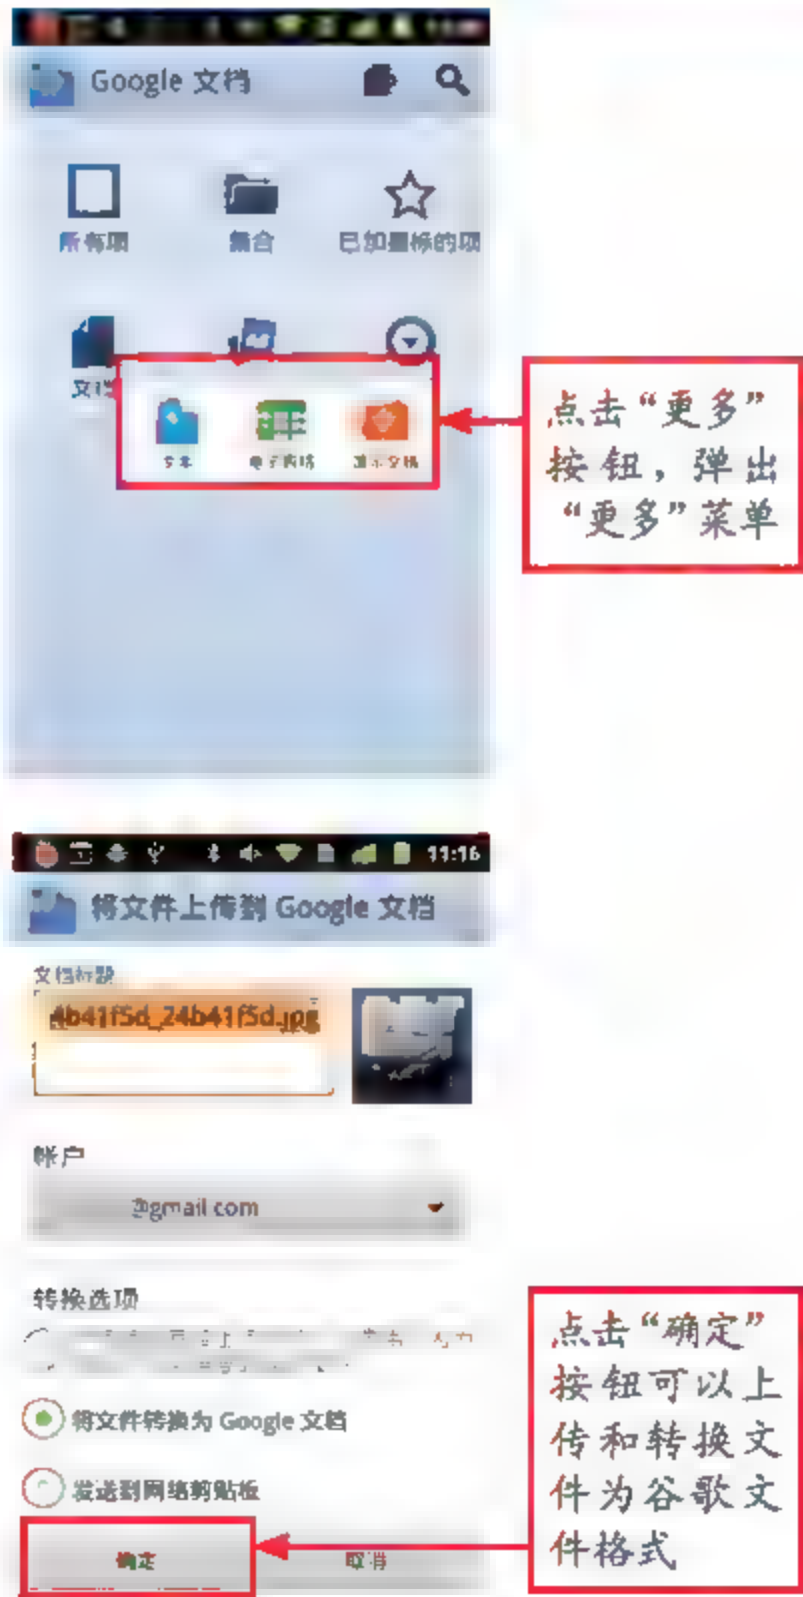 Google 文档
所有项
集合
已加星标的项
文档
点击“更多”
按钮，弹出
“更多”菜单
11:16
将文件上传到 Google 文档
文档标题
4b41f5d_24b41f5d.jpg
帐户
@gmail com
转换选项
将文件转换为 Google 文档
发送到网络剪贴板
确定
取消
点击“确定”
按钮可以上
传和转换文
件为谷歌文
件格式